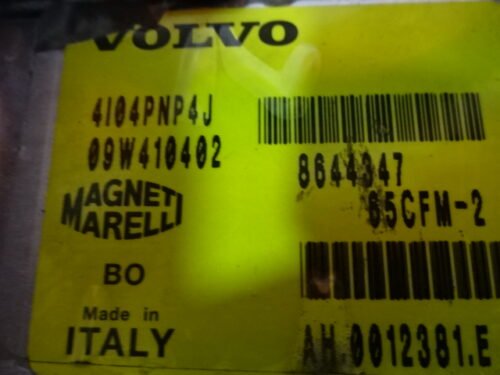 VOLVO
4I04PNP4J
09W410402
8644347
65CFM-2
MAGNETI
MARELLI
BO
Made in
ITALY
AH.0012381.E